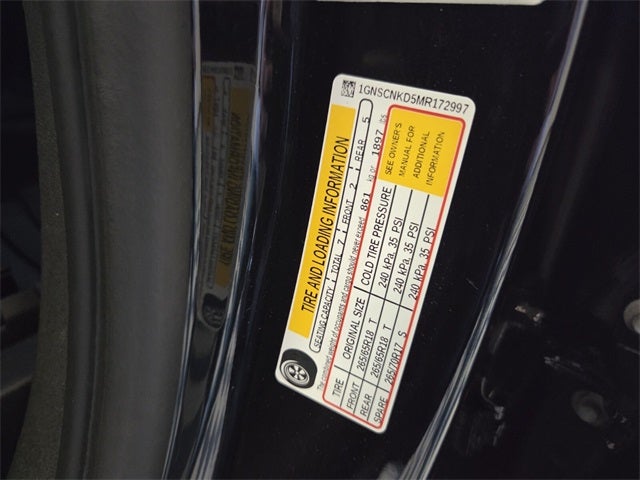 1GNSCNKD5MR172997
TIRE AND LOADING INFORMATION
SEATING CAPACITY TOTAL 7 FRONT 2 REAR 5
The combined weight of occupants and cargo should never exceed 861 kg or 1897 lbs
TIRE ORIGINAL SIZE COLD TIRE PRESSURE
FRONT 265/65R18 T 240 kPa, 35 PSI
REAR 265/65R18 T 240 kPa, 35 PSI
SPARE 265/70R17 S 240 kPa, 35 PSI
SEE OWNER'S
MANUAL FOR
ADDITIONAL
INFORMATION